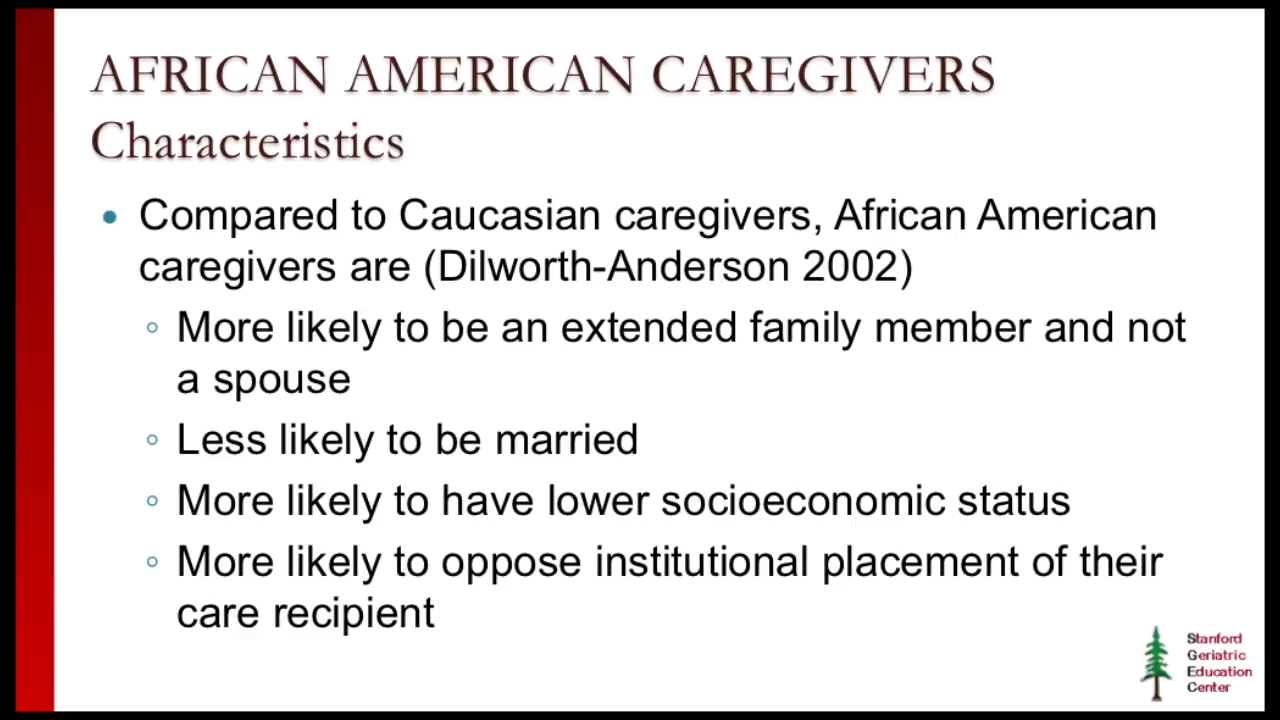 AFRICAN AMERICAN CAREGIVERS
Characteristics
• Compared to Caucasian caregivers, African American
caregivers are (Dilworth-Anderson 2002)
◦ More likely to be an extended family member and not
a spouse
◦ Less likely to be married
◦ More likely to have lower socioeconomic status
◦ More likely to oppose institutional placement of their
care recipient
Stanford
Geriatric
Education
Center